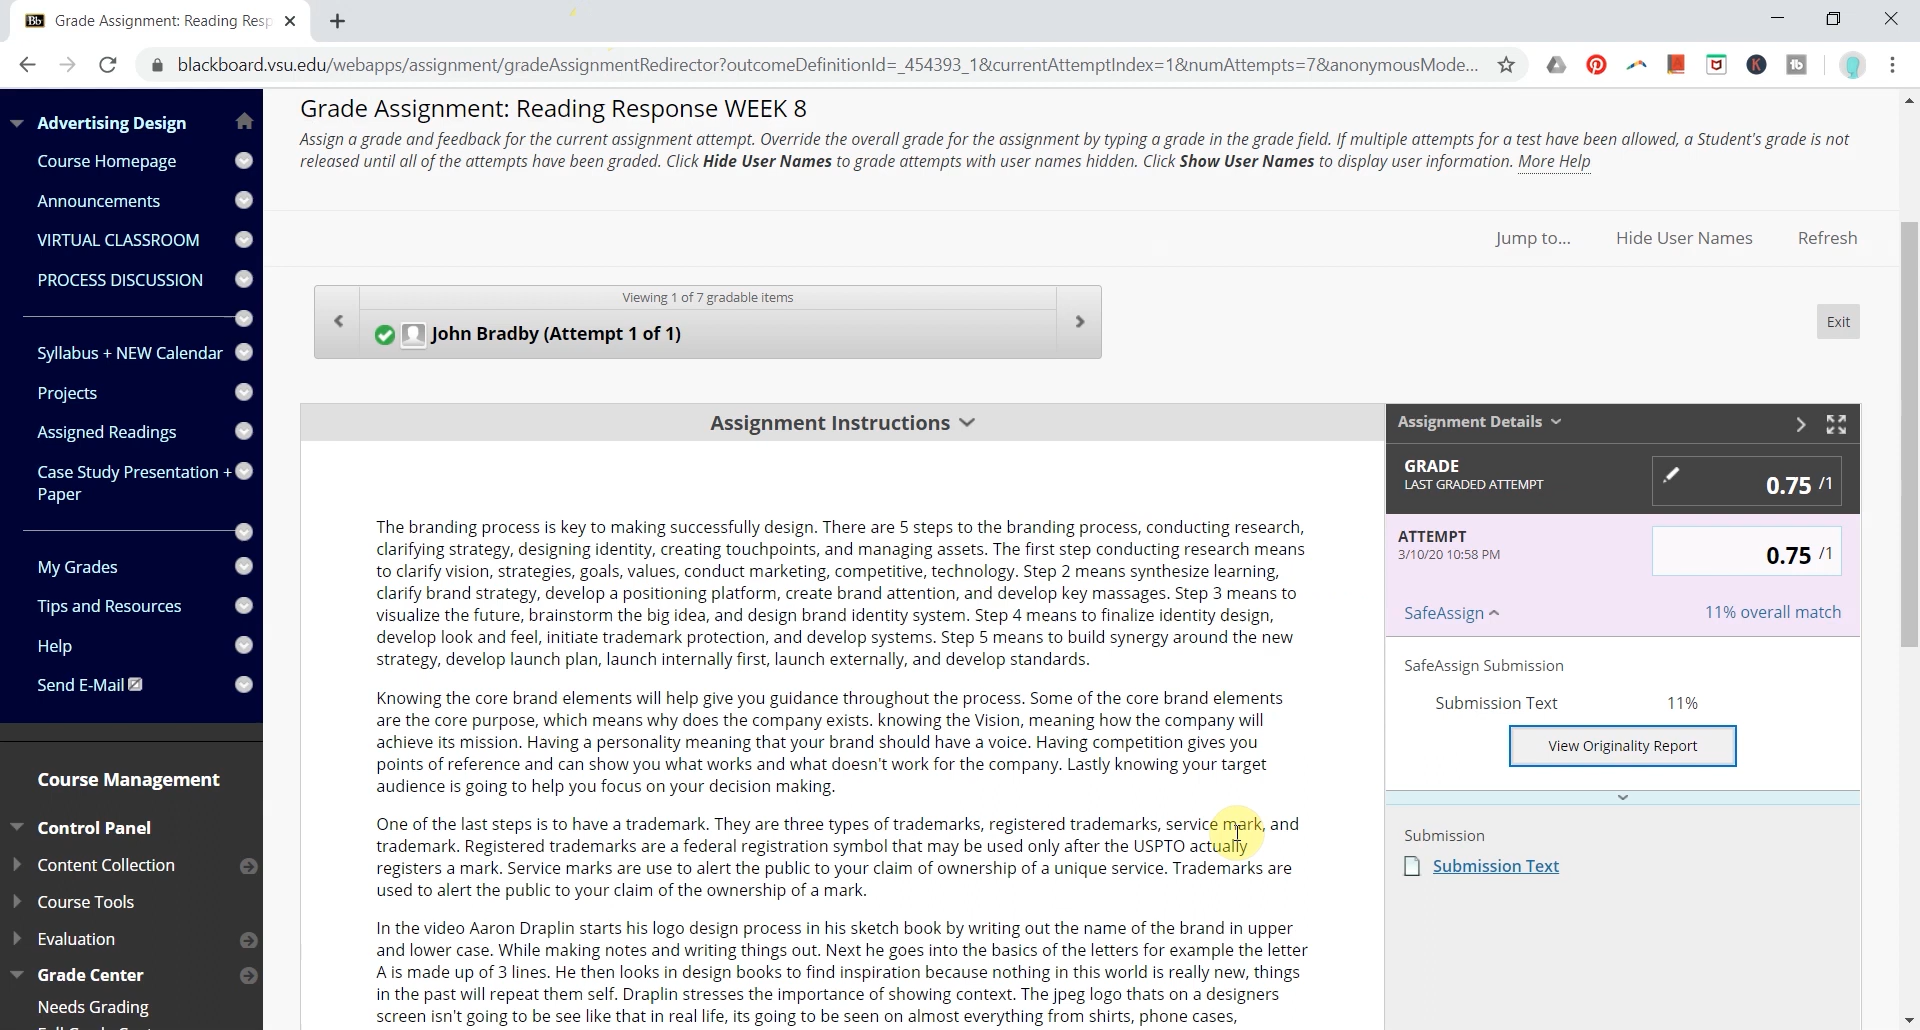 Grade Assignment: Reading Resp
blackboard.vsu.edu/webapps/assignment/gradeAssignmentRedirector?outcomeDefinitionId=_454393_1&currentAttemptIndex=1&numAttempts=7&anonymousMode...
Advertising Design
Course Homepage
Announcements
VIRTUAL CLASSROOM
PROCESS DISCUSSION
Syllabus + NEW Calendar
Projects
Assigned Readings
Case Study Presentation +
Paper
My Grades
Tips and Resources
Help
Send E-Mail
Course Management
Control Panel
Content Collection
Course Tools
Evaluation
Grade Center
Needs Grading
Grade Assignment: Reading Response WEEK 8
Assign a grade and feedback for the current assignment attempt. Override the overall grade for the assignment by typing a grade in the grade field. If multiple attempts for a test have been allowed, a Student's grade is not
released until all of the attempts have been graded. Click Hide User Names to grade attempts with user names hidden. Click Show User Names to display user information. More Help
Jump to...
Hide User Names
Refresh
Viewing 1 of 7 gradable items
John Bradby (Attempt 1 of 1)
Exit
Assignment Instructions
The branding process is key to making successfully design. There are 5 steps to the branding process, conducting research,
clarifying strategy, designing identity, creating touchpoints, and managing assets. The first step conducting research means
to clarify vision, strategies, goals, values, conduct marketing, competitive, technology. Step 2 means synthesize learning,
clarify brand strategy, develop a positioning platform, create brand attention, and develop key massages. Step 3 means to
visualize the future, brainstorm the big idea, and design brand identity system. Step 4 means to finalize identity design,
develop look and feel, initiate trademark protection, and develop systems. Step 5 means to build synergy around the new
strategy, develop launch plan, launch internally first, launch externally, and develop standards.
Knowing the core brand elements will help give you guidance throughout the process. Some of the core brand elements
are the core purpose, which means why does the company exists. knowing the Vision, meaning how the company will
achieve its mission. Having a personality meaning that your brand should have a voice. Having competition gives you
points of reference and can show you what works and what doesn't work for the company. Lastly knowing your target
audience is going to help you focus on your decision making.
One of the last steps is to have a trademark. They are three types of trademarks, registered trademarks, service mark, and
trademark. Registered trademarks are a federal registration symbol that may be used only after the USPTO actually
registers a mark. Service marks are use to alert the public to your claim of ownership of a unique service. Trademarks are
used to alert the public to your claim of the ownership of a mark.
In the video Aaron Draplin starts his logo design process in his sketch book by writing out the name of the brand in upper
and lower case. While making notes and writing things out. Next he goes into the basics of the letters for example the letter
A is made up of 3 lines. He then looks in design books to find inspiration because nothing in this world is really new, things
in the past will repeat them self. Draplin stresses the importance of showing context. The jpeg logo thats on a designers
screen isn't going to be see like that in real life, its going to be seen on almost everything from shirts, phone cases,
Assignment Details
GRADE
LAST GRADED ATTEMPT
0.75 /1
ATTEMPT
3/10/20 10:58 PM
0.75 /1
SafeAssign
11% overall match
SafeAssign Submission
Submission Text
11%
View Originality Report
Submission
Submission Text